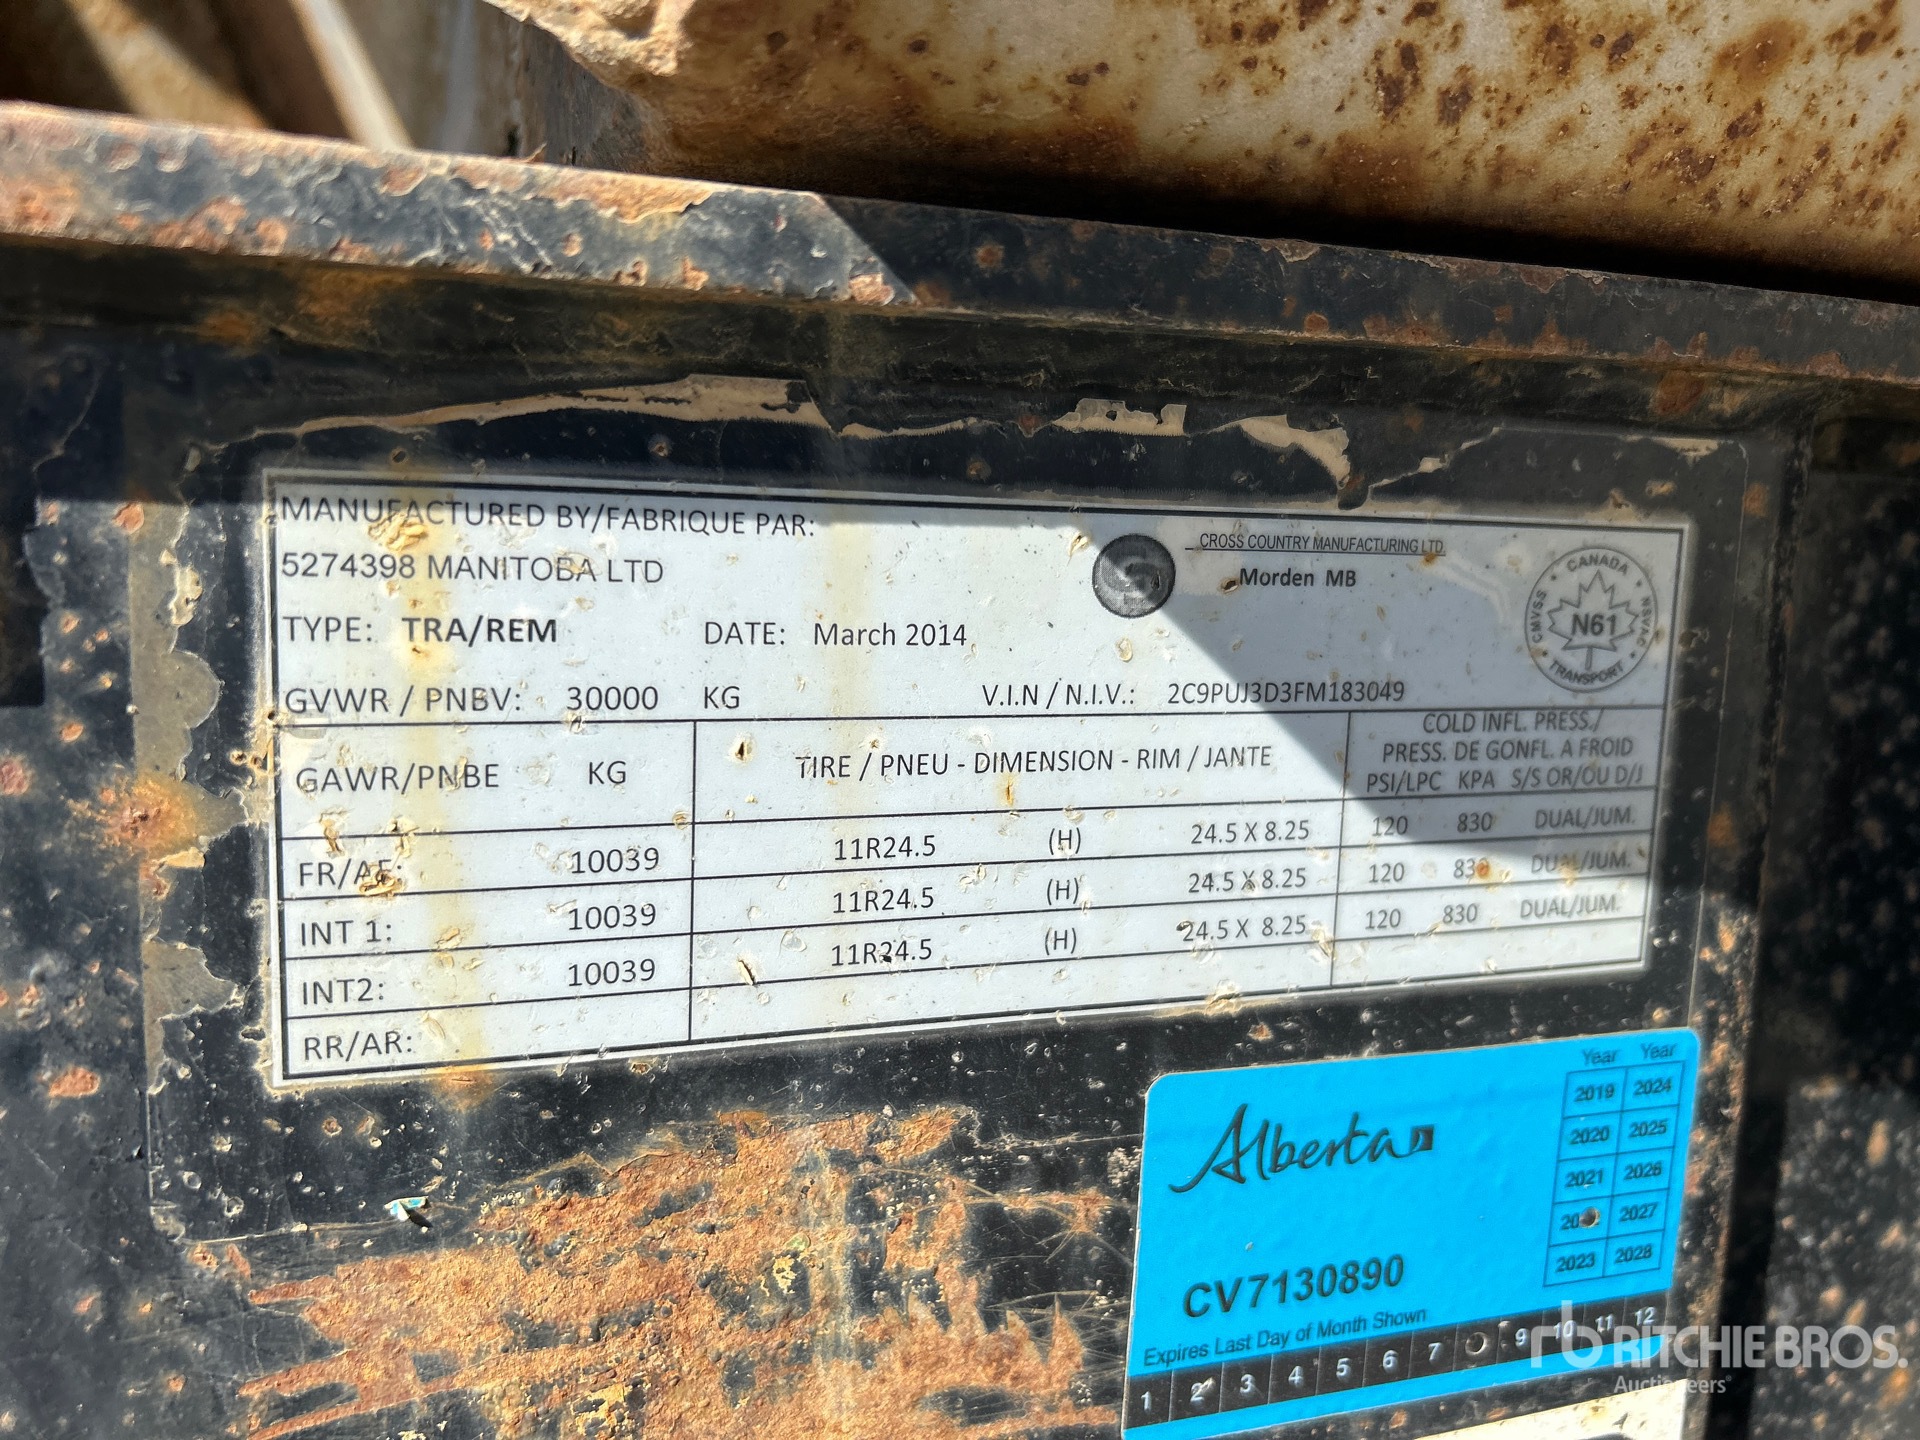 MANUFACTURED BY/FABRIQUE PAR:
5274398 MANITOBA LTD
CROSS COUNTRY MANUFACTURING LTD
Morden MB
CANADA
CMVSS
NSVAC
N61
TRANSPORT
TYPE: TRA/REM DATE: March 2014
GVWR / PNBV: 30000 KG V.I.N / N.I.V.: 2C9PUJ3D3FM183049
GAWR/PNBE KG
TIRE / PNEU - DIMENSION - RIM / JANTE
COLD INFL. PRESS./
PRESS. DE GONFL. A FROID
PSI/LPC KPA S/S OR/OU D/J
FR/AF: 10039 11R24.5 (H) 24.5 X 8.25 120 830 DUAL/JUM.
INT 1: 10039 11R24.5 (H) 24.5 X 8.25 120 830 DUAL/JUM.
INT2: 10039 11R24.5 (H) 24.5 X 8.25 120 830 DUAL/JUM.
RR/AR:
Alberta
Year Year
2019 2024
2020 2025
2021 2026
20 2027
2023 2028
CV7130890
Expires Last Day of Month Shown
1 2 3 4 5 6 7 9 10 11 12
RITCHIE BROS.
Auctioneers